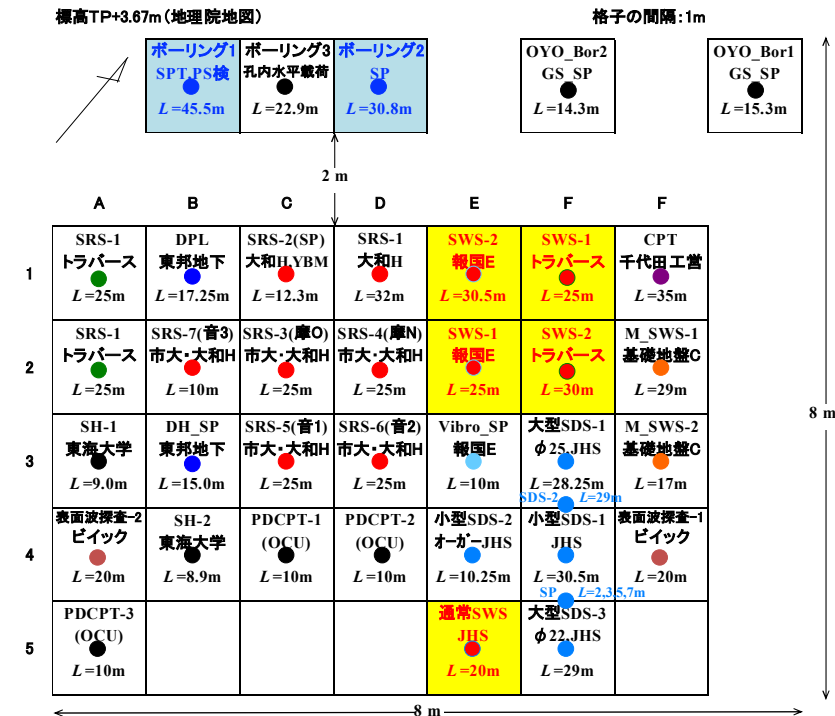 標高TP+3.67m(地理院地図)
格子の間隔:1m
ボーリング1
SPT,PS検
L=45.5m
ボーリング3
孔内水平載荷
L=22.9m
ボーリング2
SP
L=30.8m
OYO_Bor2
GS_SP
L=14.3m
OYO_Bor1
GS_SP
L=15.3m
2 m
A B C D E F F
1
SRS-1
トラバース
L=25m
DPL
東邦地下
L=17.25m
SRS-2(SP)
大和H,YBM
L=12.3m
SRS-1
大和H
L=32m
SWS-2
報国E
L=30.5m
SWS-1
トラバース
L=25m
CPT
千代田工営
L=35m
2
SRS-1
トラバース
L=25m
SRS-7(音3)
市大・大和H
L=10m
SRS-3(摩O)
市大・大和H
L=25m
SRS-4(摩N)
市大・大和H
L=25m
SWS-1
報国E
L=25m
SWS-2
トラバース
L=30m
M_SWS-1
基礎地盤C
L=29m
3
SH-1
東海大学
L=9.0m
DH_SP
東邦地下
L=15.0m
SRS-5(音1)
市大・大和H
L=25m
SRS-6(音2)
市大・大和H
L=25m
Vibro_SP
報国E
L=10m
大型SDS-1
φ25,JHS
L=28.25m
M_SWS-2
基礎地盤C
L=17m
SDS-2 L=29m
4
表面波探査-2
ビイック
L=20m
SH-2
東海大学
L=8.9m
PDCPT-1
(OCU)
L=10m
PDCPT-2
(OCU)
L=10m
小型SDS-2
オーガーJHS
L=10.25m
小型SDS-1
JHS
L=30.5m
表面波探査-1
ビイック
L=20m
SP L=2,3,5,7m
5
PDCPT-3
(OCU)
L=10m
通常SWS
JHS
L=20m
大型SDS-3
φ22,JHS
L=29m
8 m
8 m